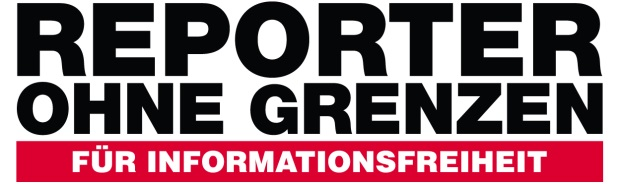 REPORTER
OHNE GRENZEN
FÜR INFORMATIONSFREIHEIT